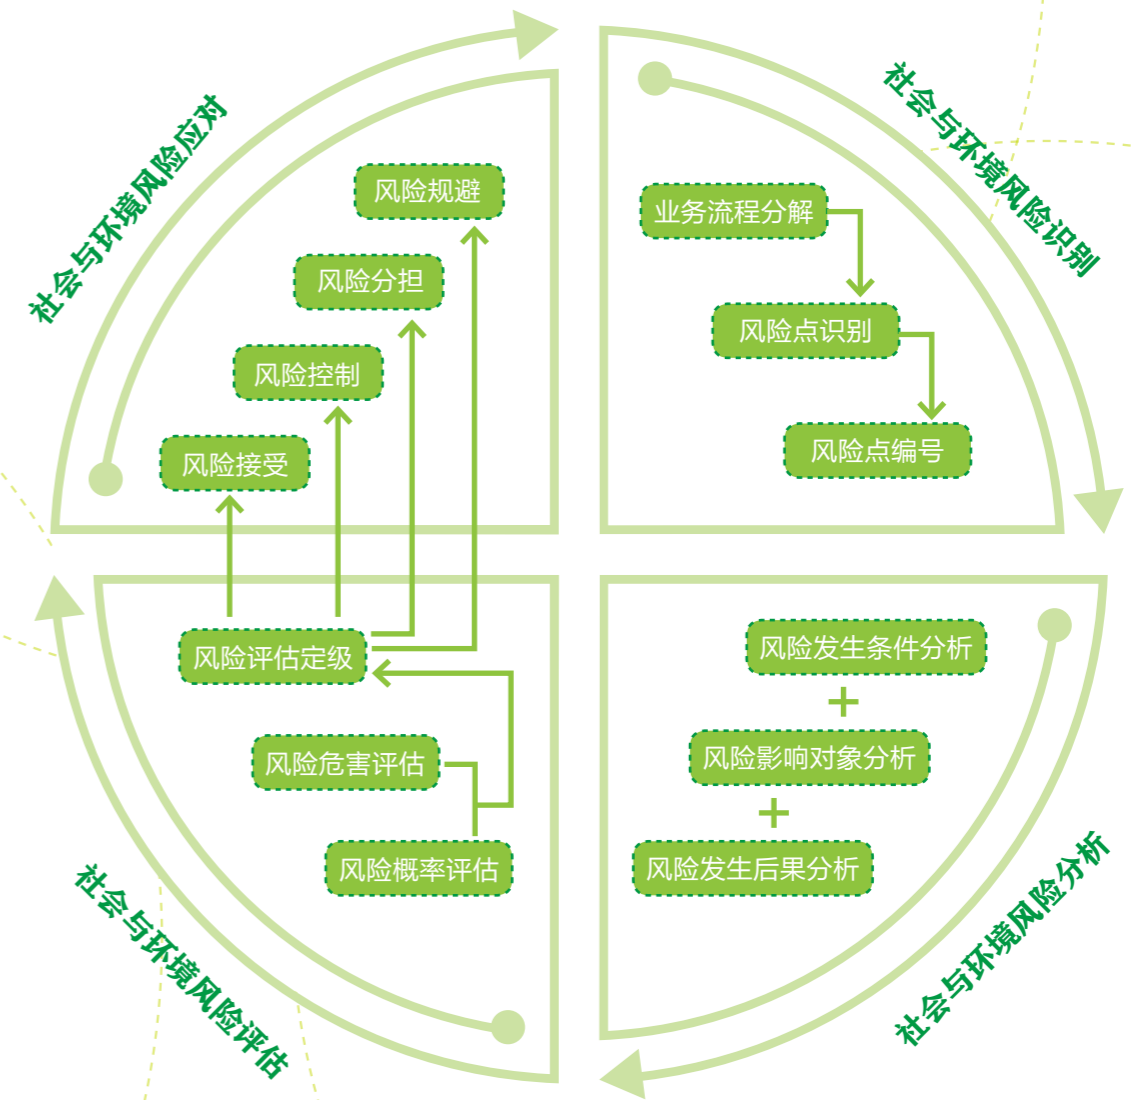 社会与环境风险应对
风险规避
风险分担
风险控制
风险接受
社会与环境风险识别
业务流程分解
风险点识别
风险点编号
社会与环境风险评估
风险评估定级
风险危害评估
风险概率评估
社会与环境风险分析
风险发生条件分析
+
风险影响对象分析
+
风险发生后果分析